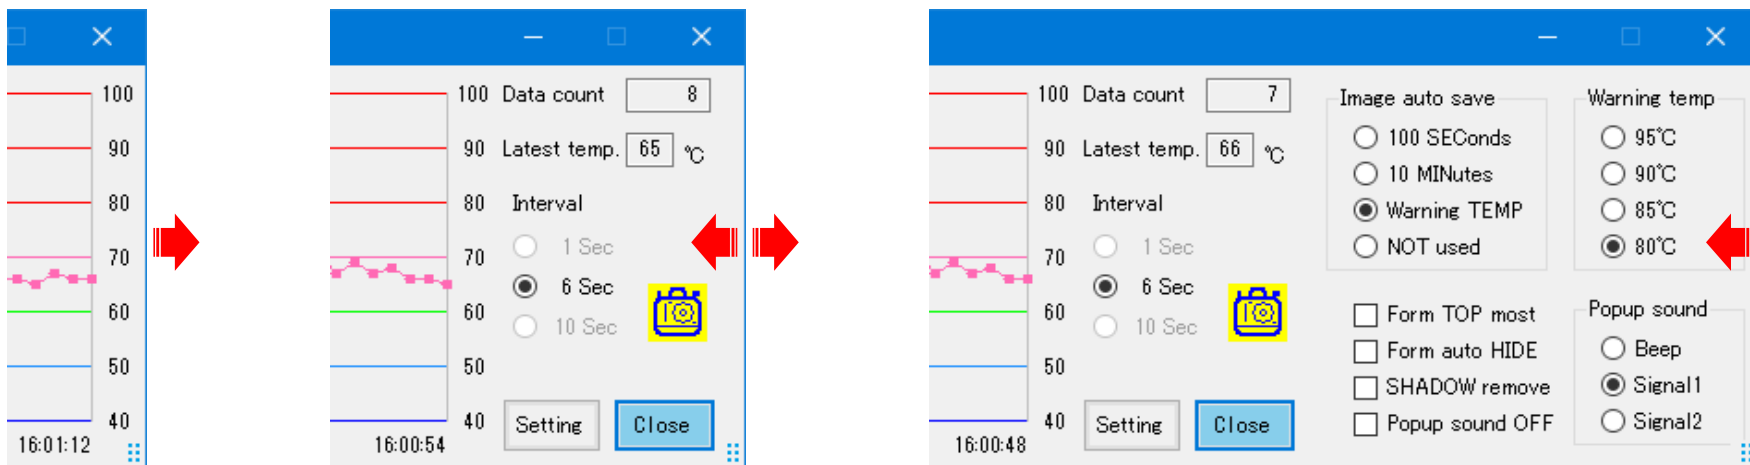 100
90
80
70
60
50
40
16:01:12
100 Data count 8
90 Latest temp. 65 ℃
80 Interval
70 1 Sec
6 Sec
60 10 Sec
50
40 Setting Close
16:00:54
100 Data count 7
90 Latest temp. 66 ℃
80 Interval
70 1 Sec
6 Sec
60 10 Sec
50
40 Setting Close
16:00:48
Image auto save
100 SEConds
10 MINutes
Warning TEMP
NOT used
Form TOP most
Form auto HIDE
SHADOW remove
Popup sound OFF
Warning temp
95℃
90℃
85℃
80℃
Popup sound
Beep
Signal1
Signal2